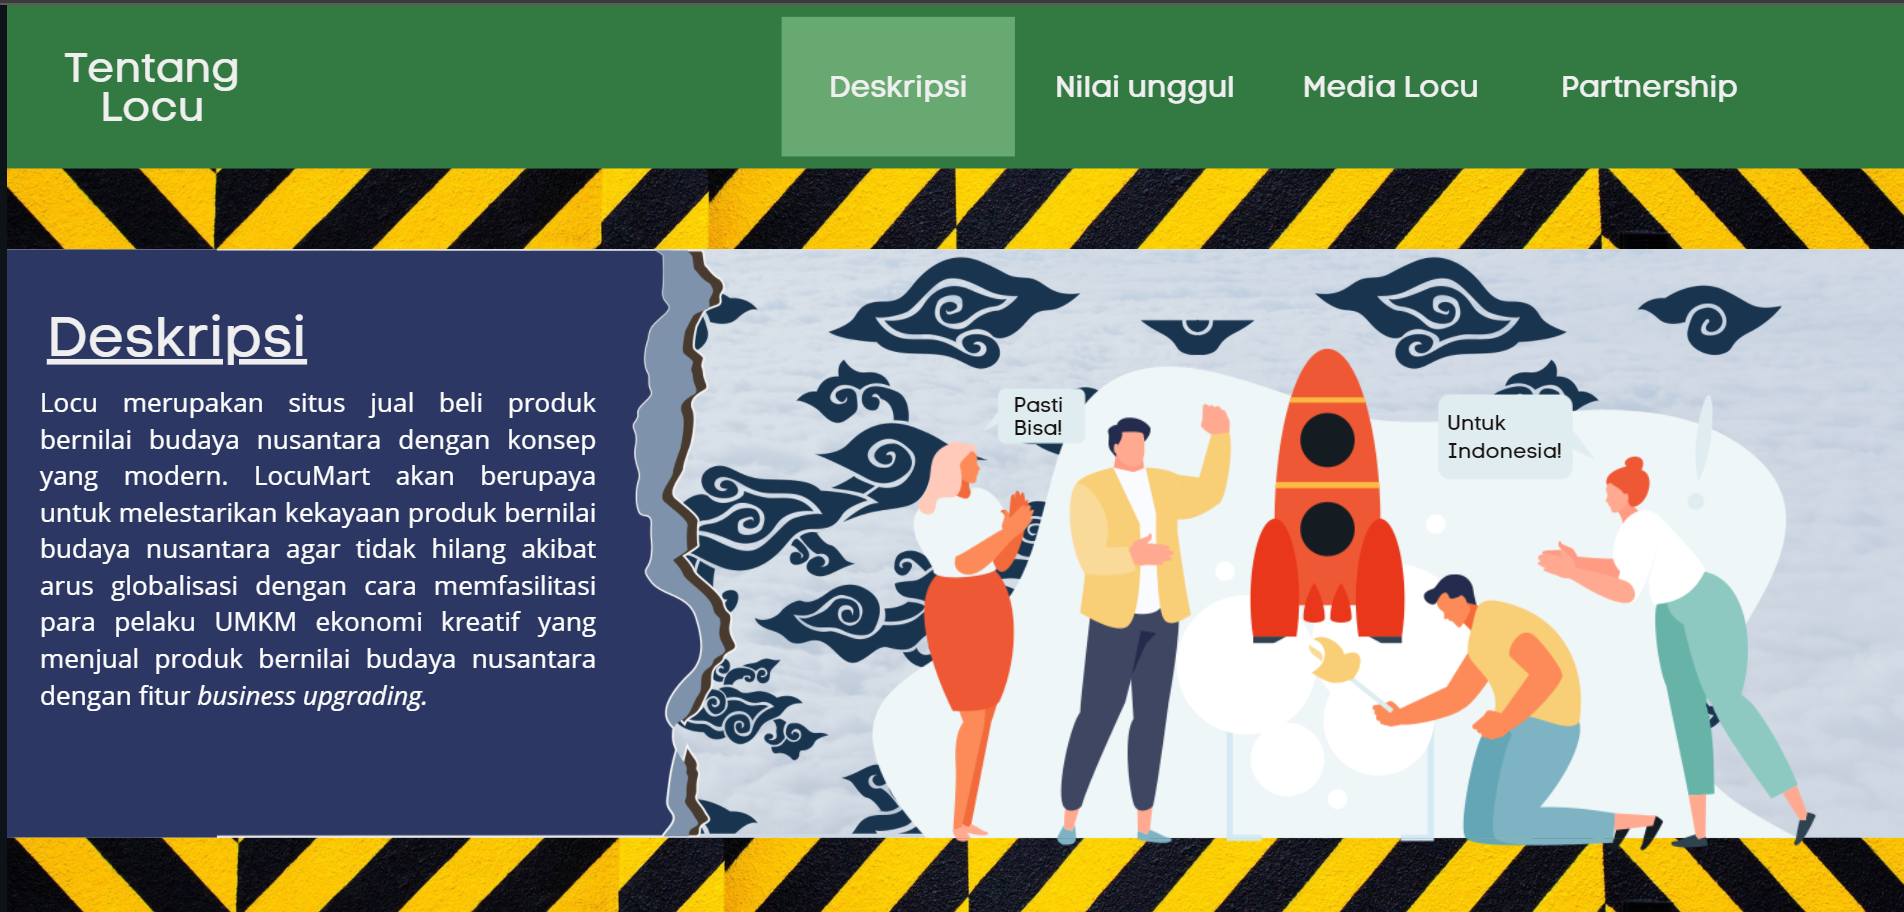 Tentang
Locu
Deskripsi
Nilai unggul
Media Locu
Partnership
Deskripsi
Locu merupakan situs jual beli produk
bernilai budaya nusantara dengan konsep
yang modern. LocuMart akan berupaya
untuk melestarikan kekayaan produk bernilai
budaya nusantara agar tidak hilang akibat
arus globalisasi dengan cara memfasilitasi
para pelaku UMKM ekonomi kreatif yang
menjual produk bernilai budaya nusantara
dengan fitur business upgrading.
Pasti
Bisa!
Untuk
Indonesia!